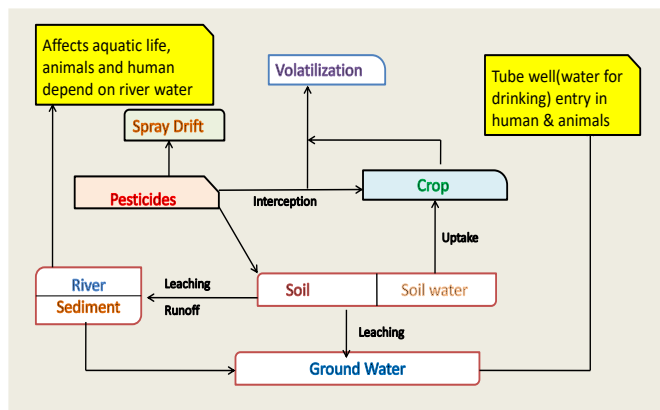 Affects aquatic life,
animals and human
depend on river water
Volatilization
Tube well(water for
drinking) entry in
human & animals
Spray Drift
Pesticides
Interception
Crop
Uptake
River
Sediment
Leaching
Runoff
Soil
Soil water
Leaching
Ground Water